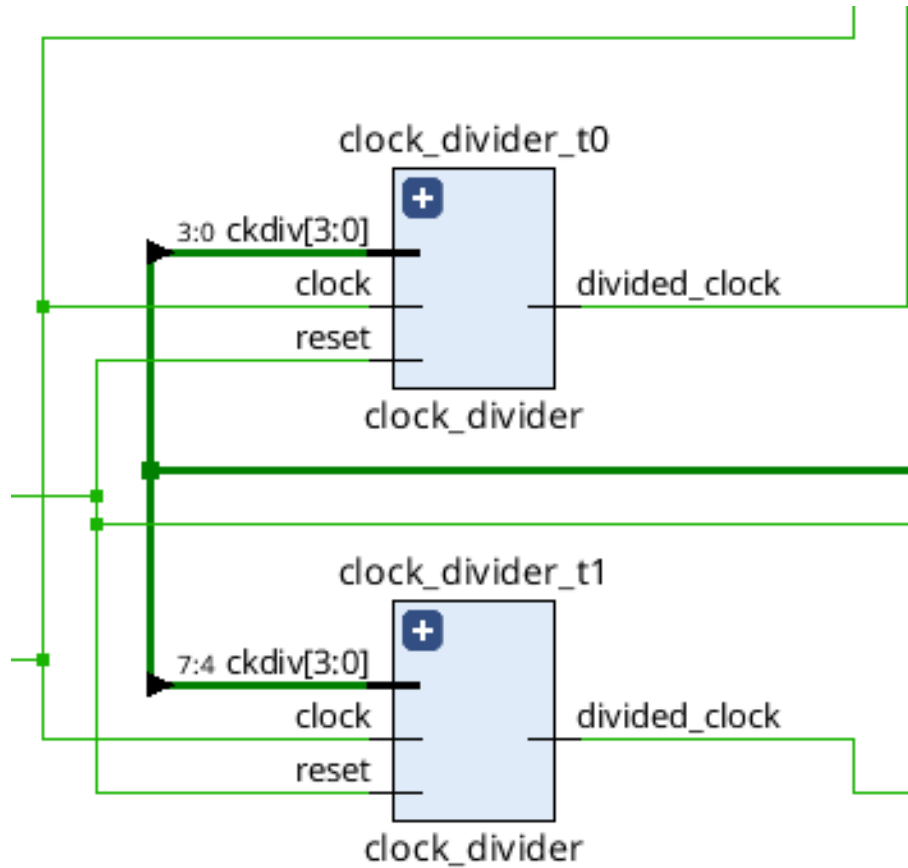 clock_divider_t0
3:0 ckdiv[3:0]
clock
divided_clock
reset
clock_divider
clock_divider_t1
7:4 ckdiv[3:0]
clock
divided_clock
reset
clock_divider